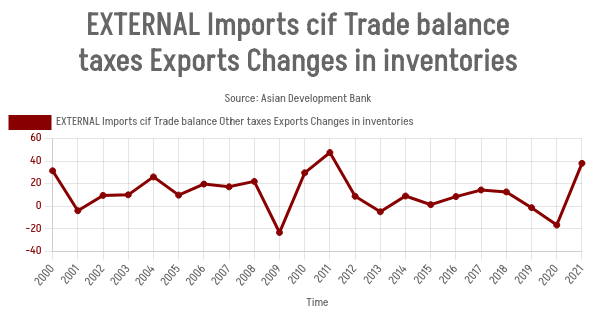 EXTERNAL Imports cif Trade balance
taxes Exports Changes in inventories
Source: Asian Development Bank
EXTERNAL Imports cif Trade balance Other taxes Exports Changes in inventories
60
40
20
0
-20
-40
2000 2001 2002 2003 2004 2005 2006 2007 2008 2009 2010 2011 2012 2013 2014 2015 2016 2017 2018 2019 2020 2021
Time